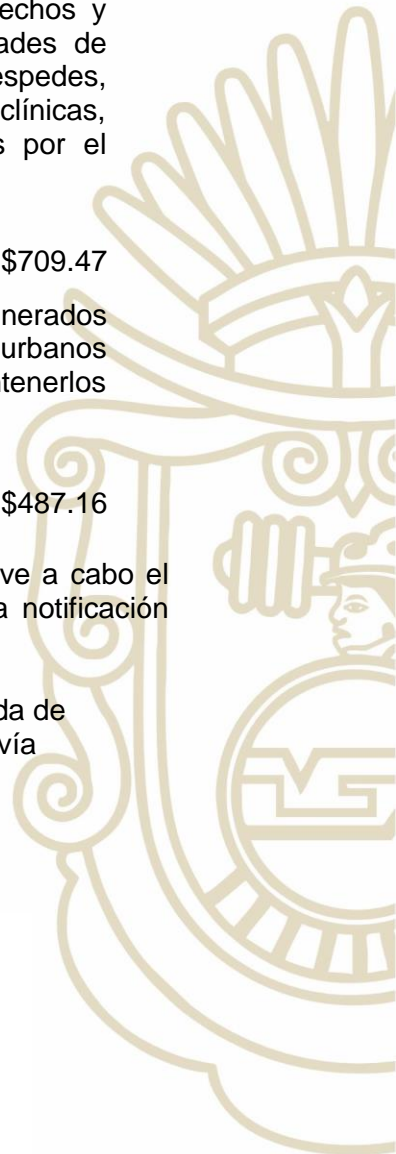 echos y
ades de
espedes,
clínicas,
s por el
$709.47
nerados
urbanos
ntenerlos
$487.16
ve a cabo el
a notificación
da de
vía